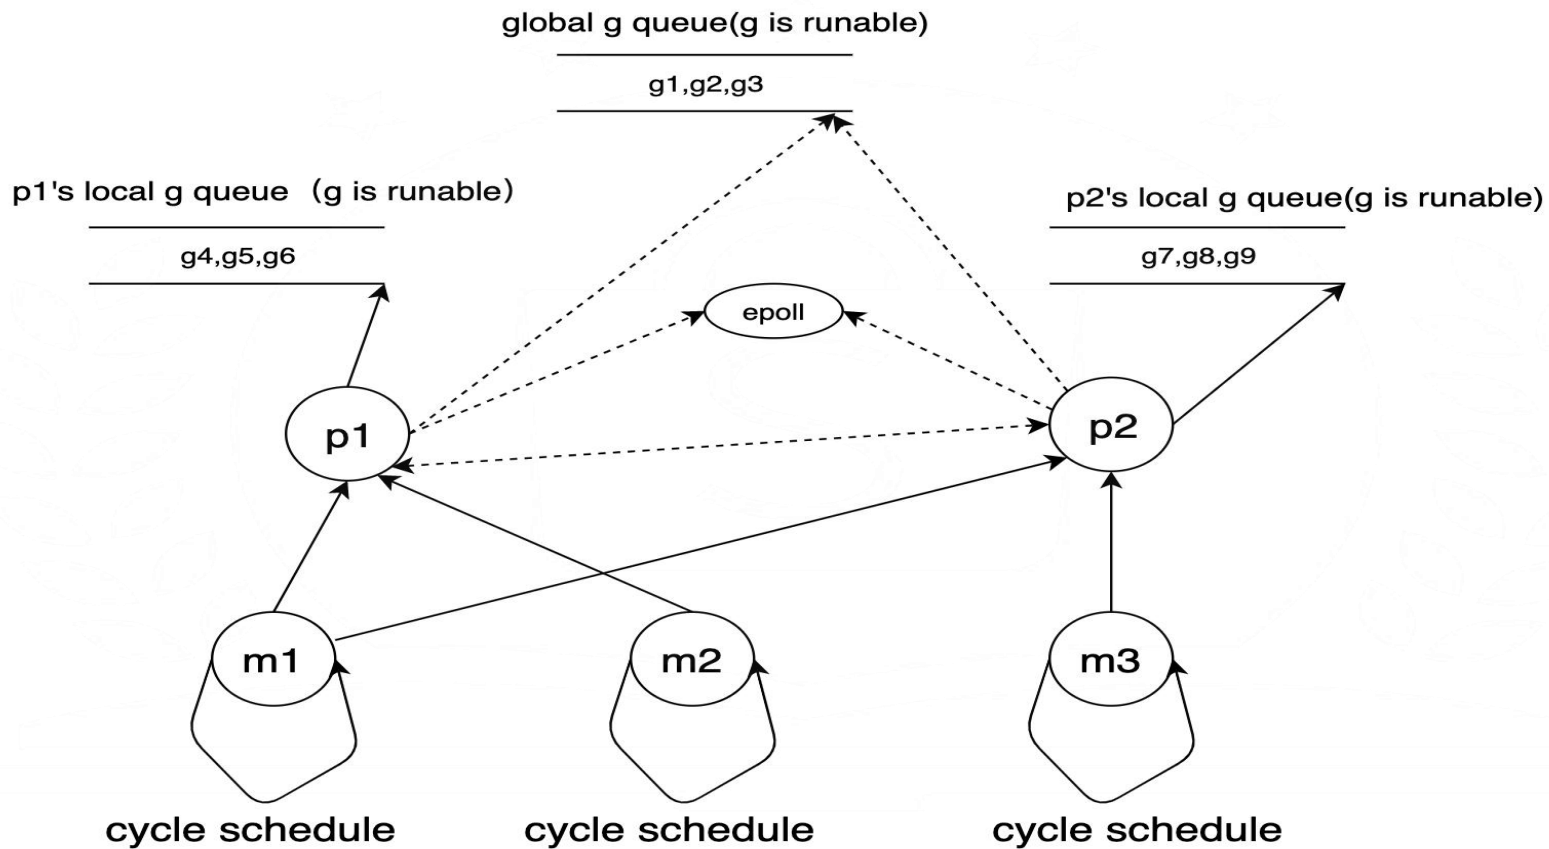 global g queue(g is runable)
g1,g2,g3
p1's local g queue （g is runable）
g4,g5,g6
p2's local g queue(g is runable)
g7,g8,g9
epoll
p1
p2
m1
m2
m3
cycle schedule
cycle schedule
cycle schedule